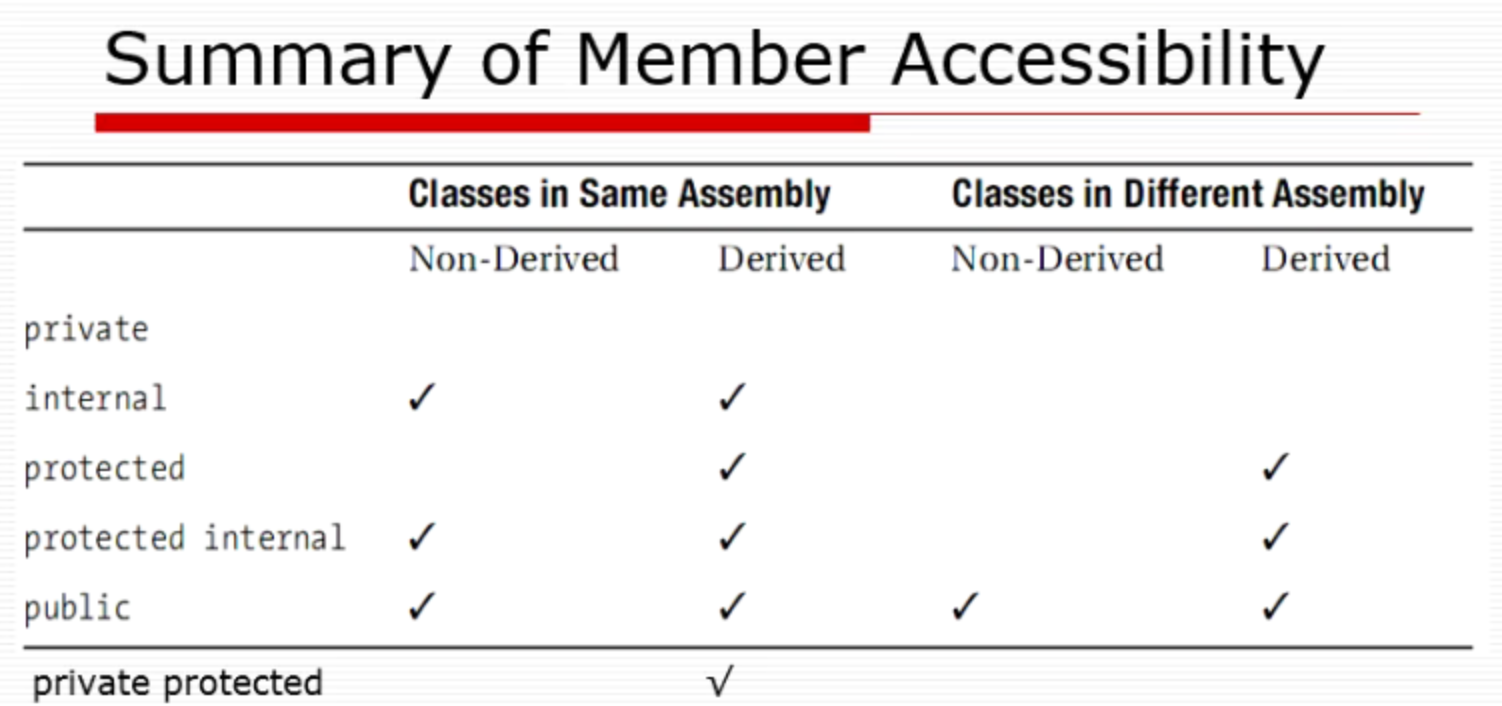 Summary of Member Accessibility
Classes in Same Assembly Classes in Different Assembly
Non-Derived Derived Non-Derived Derived
private
internal ✓ ✓
protected ✓ ✓
protected internal ✓ ✓ ✓
public ✓ ✓ ✓ ✓
private protected √